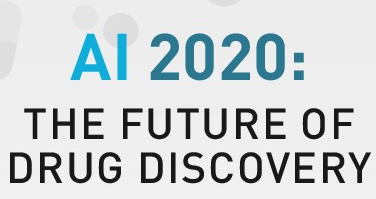 AI 2020:
THE FUTURE OF
DRUG DISCOVERY